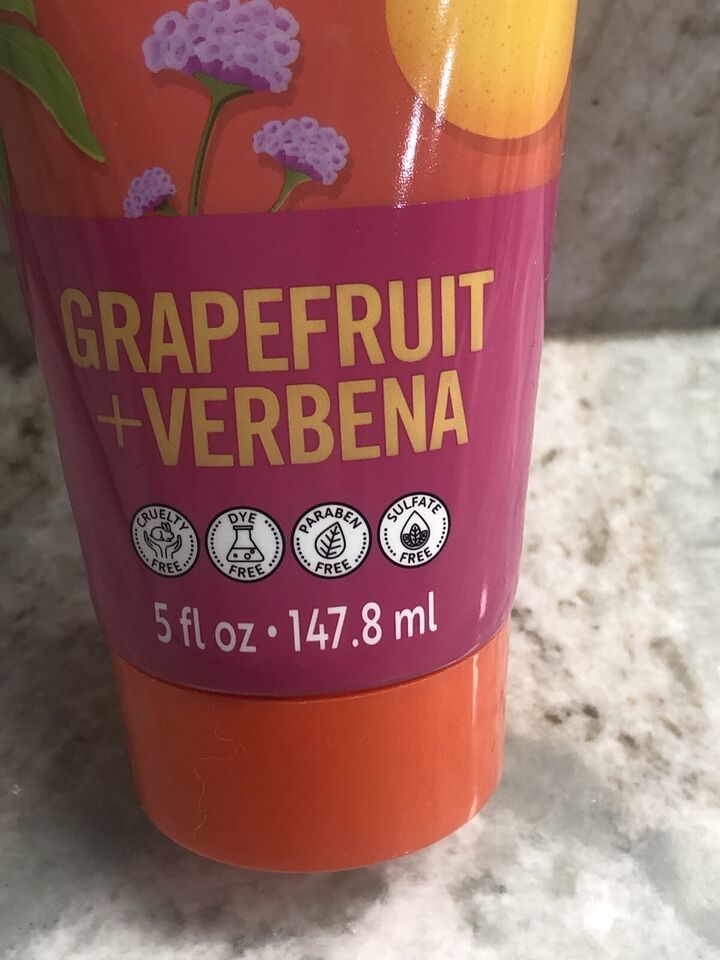 GRAPEFRUIT
+VERBENA
CRUELTY FREE
DYE FREE
PARABEN FREE
SULFATE FREE
5 fl oz • 147.8 ml